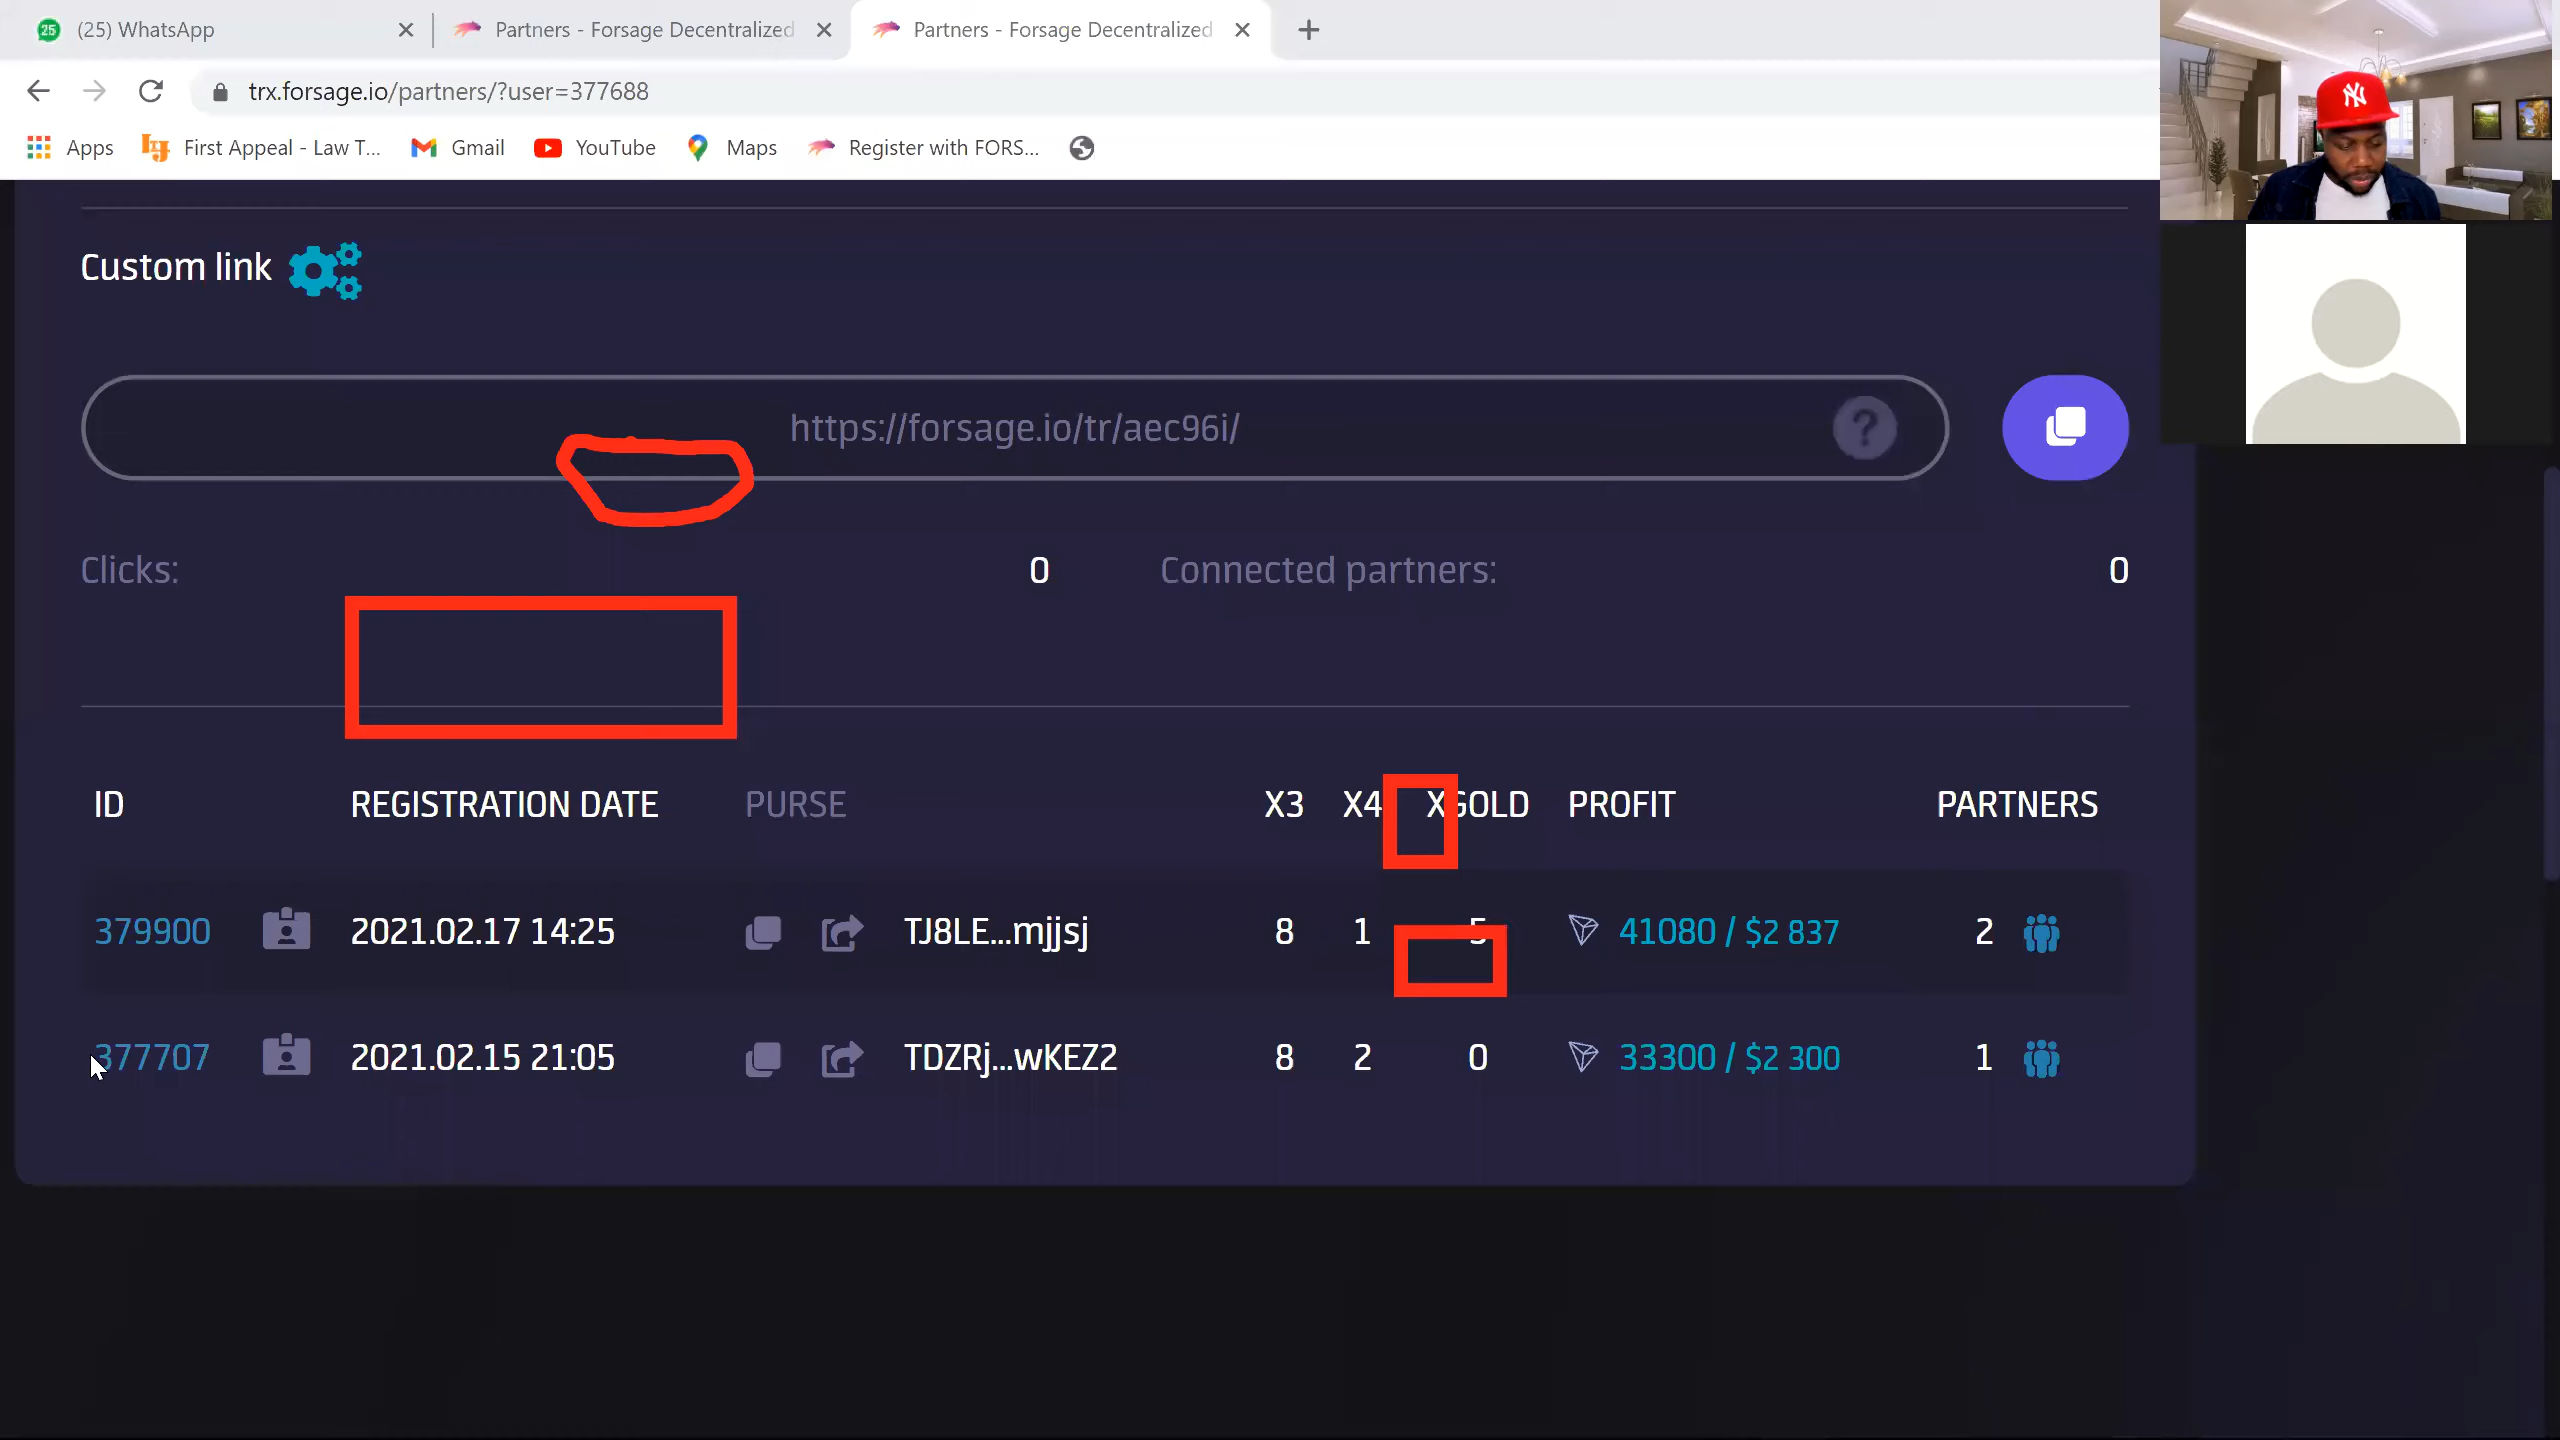 (25) WhatsApp
Partners - Forsage Decentralized
Partners - Forsage Decentralized
trx.forsage.io/partners/?user=377688
Apps
First Appeal - Law T...
Gmail
YouTube
Maps
Register with FORS...
Custom link
https://forsage.io/tr/aec96i/ ?
Clicks: 0 Connected partners: 0
ID REGISTRATION DATE PURSE X3 X4 XGOLD PROFIT PARTNERS
379900 2021.02.17 14:25 TJ8LE...mjjsj 8 1 5 41080 / $2 837 2
377707 2021.02.15 21:05 TDZRj...wKEZ2 8 2 0 33300 / $2 300 1